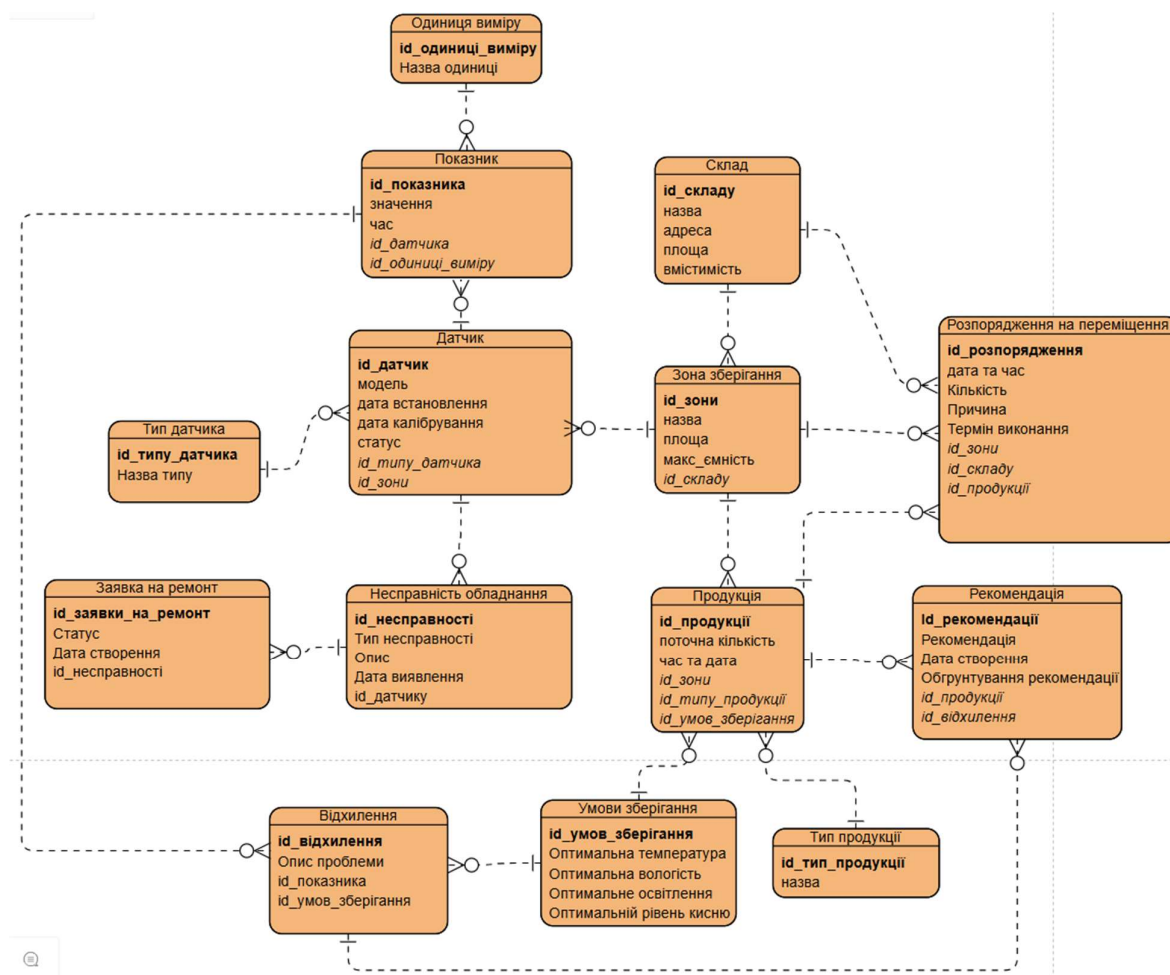 Одиниця виміру
id_одиниці_виміру
Назва одиниці
Показник
id_показника
значення
час
id_датчика
id_одиниці_виміру
Склад
id_складу
назва
адреса
площа
вмістимість
Датчик
id_датчик
модель
дата встановлення
дата калібрування
статус
id_типу_датчика
id_зони
Зона зберігання
id_зони
назва
площа
макс_ємність
id_складу
Розпорядження на переміщення
id_розпорядження
дата та час
Кількість
Причина
Термін виконання
id_зони
id_складу
id_продукції
Тип датчика
id_типу_датчика
Назва типу
Заявка на ремонт
id_заявки_на_ремонт
Статус
Дата створення
id_несправності
Несправність обладнання
id_несправності
Тип несправності
Опис
Дата виявлення
id_датчику
Продукція
id_продукції
поточна кількість
час та дата
id_зони
id_типу_продукції
id_умов_зберігання
Рекомендація
Id_рекомендації
Рекомендація
Дата створення
Обгрунтування рекомендації
id_продукції
id_відхилення
Відхилення
id_відхилення
Опис проблеми
id_показника
id_умов_зберігання
Умови зберігання
id_умов_зберігання
Оптимальна температура
Оптимальна вологість
Оптимальне освітлення
Оптимальній рівень кисню
Тип продукції
id_тип_продукції
назва